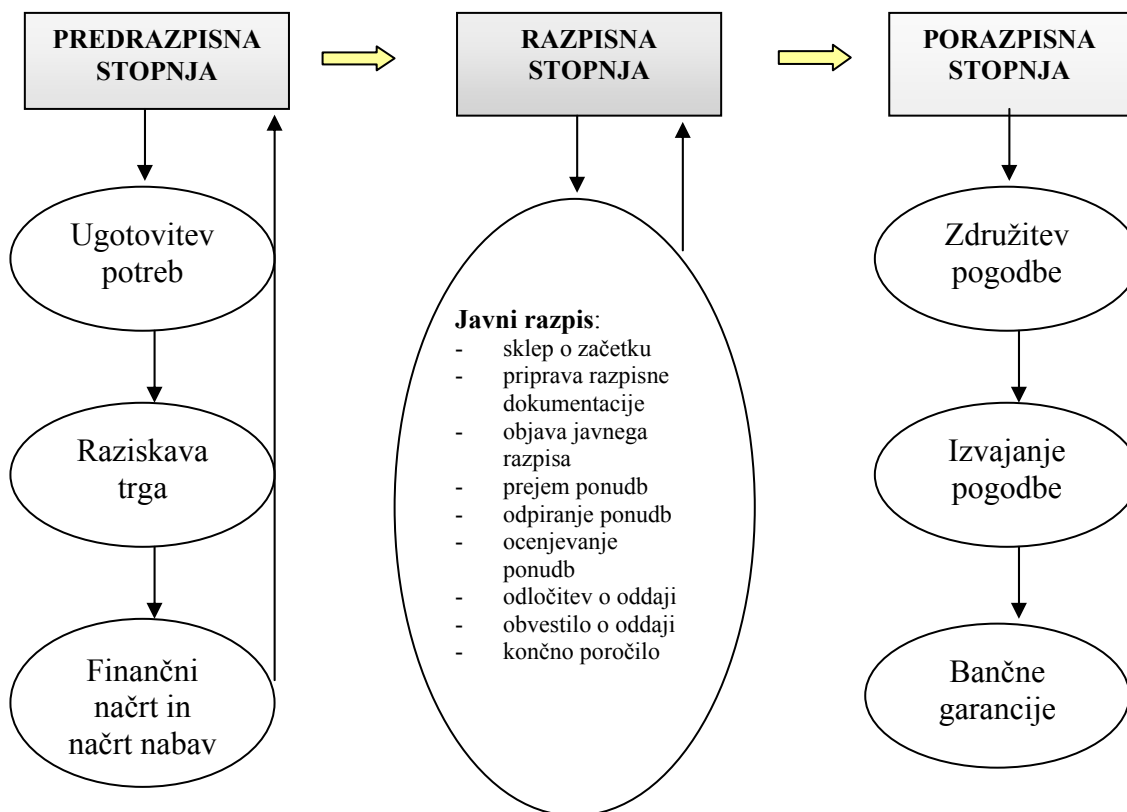 PREDRAZPISNA
STOPNJA
RAZPISNA
STOPNJA
PORAZPISNA
STOPNJA
Ugotovitev
potreb
Raziskava
trga
Finančni
načrt in
načrt nabav
Javni razpis:
- sklep o začetku
- priprava razpisne
dokumentacije
- objava javnega
razpisa
- prejem ponudb
- odpiranje ponudb
- ocenjevanje
ponudb
- odločitev o oddaji
- obvestilo o oddaji
- končno poročilo
Združitev
pogodbe
Izvajanje
pogodbe
Bančne
garancije